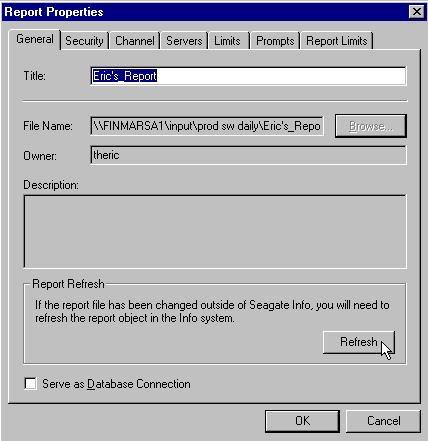 Report Properties
General Security Channel Servers Limits Prompts Report Limits
Title: Eric's_Report
File Name: \\FINMARSA1\input\prod sw daily\Eric's_Repo Browse...
Owner: theric
Description:
Report Refresh
If the report file has been changed outside of Seagate Info, you will need to
refresh the report object in the Info system.
Refresh
Serve as Database Connection
OK Cancel